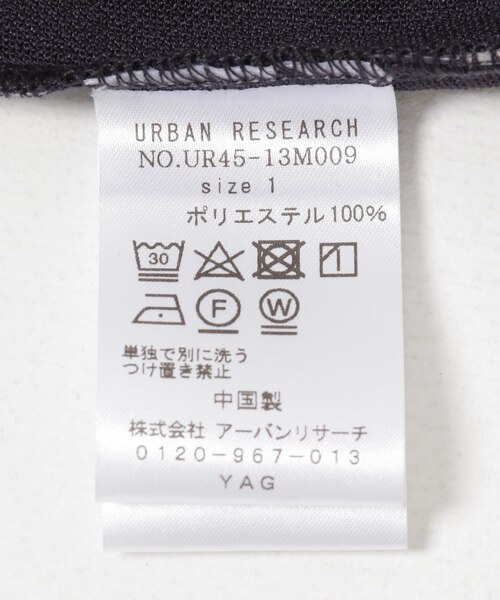 URBAN RESEARCH
NO.UR45-13M009
size 1
ポリエステル100%
30
F W
単独で別に洗う
つけ置き禁止
中国製
株式会社 アーバンリサーチ
0120-967-013
YAG